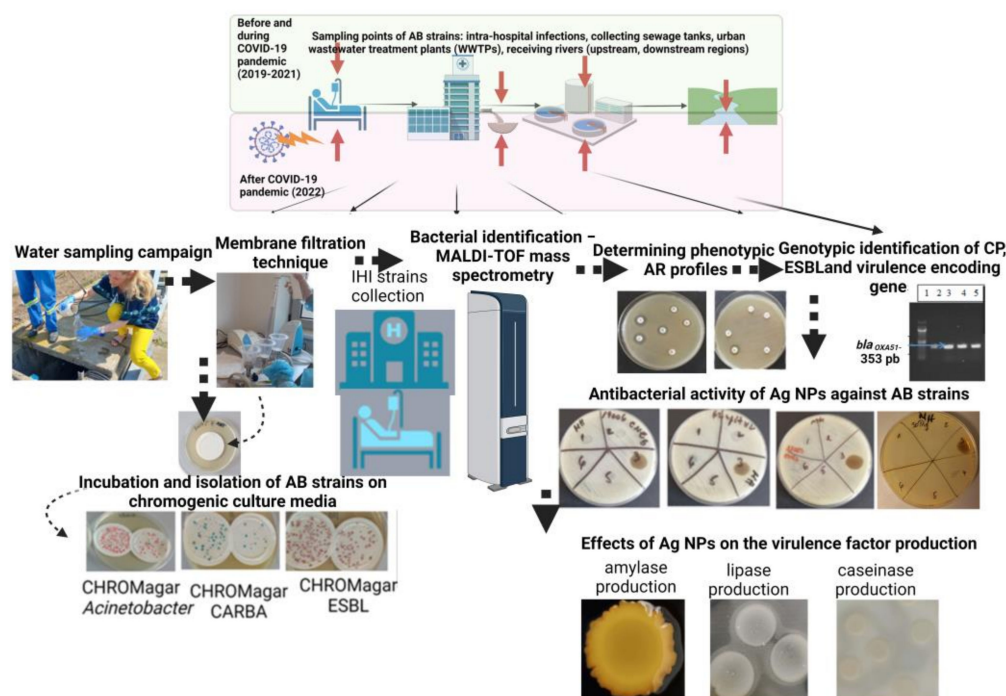 Before and
during
COVID-19
pandemic
(2019-2021)
Sampling points of AB strains: intra-hospital infections, collecting sewage tanks, urban
wastewater treatment plants (WWTPs), receiving rivers (upstream, downstream regions)
After COVID-19
pandemic (2022)
Water sampling campaign
Membrane filtration
technique
Bacterial identification –
MALDI-TOF mass
spectrometry
IHI strains
collection
H
Determining phenotypic
AR profiles
Genotypic identification of CP,
ESBLand virulence encoding
gene
1 2 3 4 5
bla OXA51-
353 pb
Antibacterial activity of Ag NPs against AB strains
Incubation and isolation of AB strains on
chromogenic culture media
CHROMagar
Acinetobacter
CHROMagar
CARBA
CHROMagar
ESBL
Effects of Ag NPs on the virulence factor production
amylase
production
lipase
production
caseinase
production